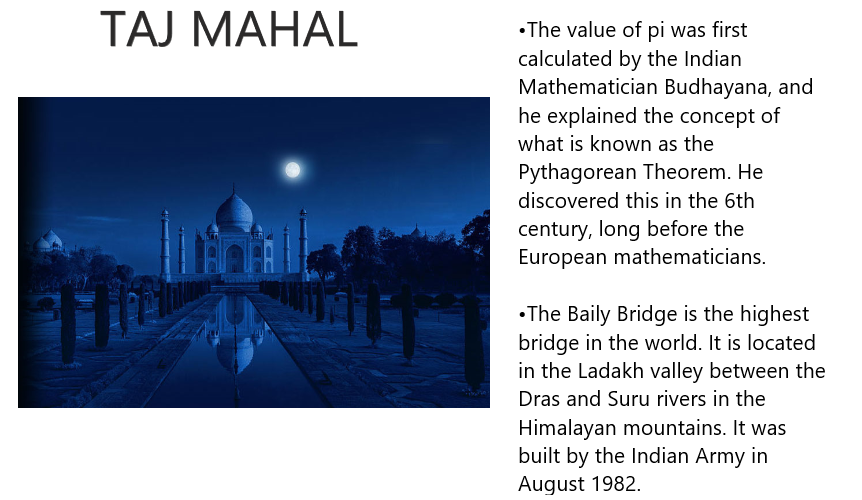 TAJ MAHAL
•The value of pi was first
calculated by the Indian
Mathematician Budhayana, and
he explained the concept of
what is known as the
Pythagorean Theorem. He
discovered this in the 6th
century, long before the
European mathematicians.
•The Baily Bridge is the highest
bridge in the world. It is located
in the Ladakh valley between the
Dras and Suru rivers in the
Himalayan mountains. It was
built by the Indian Army in
August 1982.